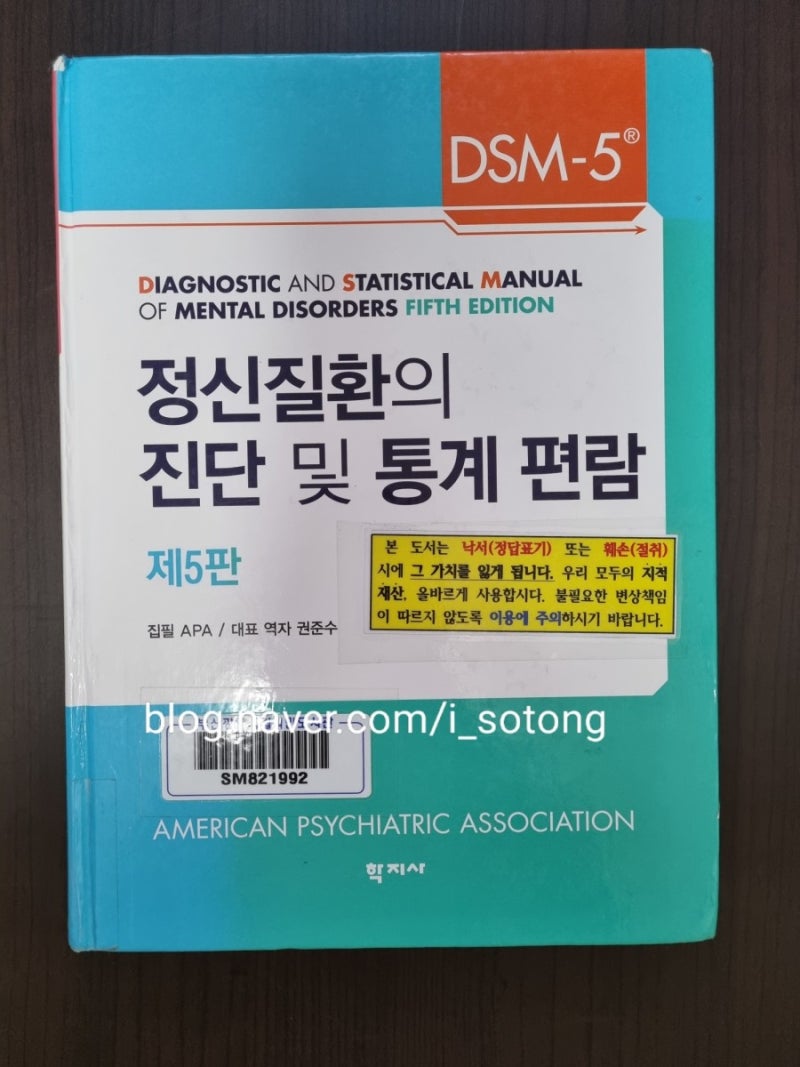 DSM-5®
DIAGNOSTIC AND STATISTICAL MANUAL
OF MENTAL DISORDERS FIFTH EDITION
정신질환의
진단 및 통계 편람
제5판
본 도서는 낙서(정답표기) 또는 훼손(절취)
시에 그 가치를 잃게 됩니다. 우리 모두의 지적
재산, 올바르게 사용합시다. 불필요한 변상책임
이 따르지 않도록 이용에 주의하시기 바랍니다.
집필 APA / 대표 역자 권준수
blog.naver.com/i_sotong
SM821992
AMERICAN PSYCHIATRIC ASSOCIATION
학지사